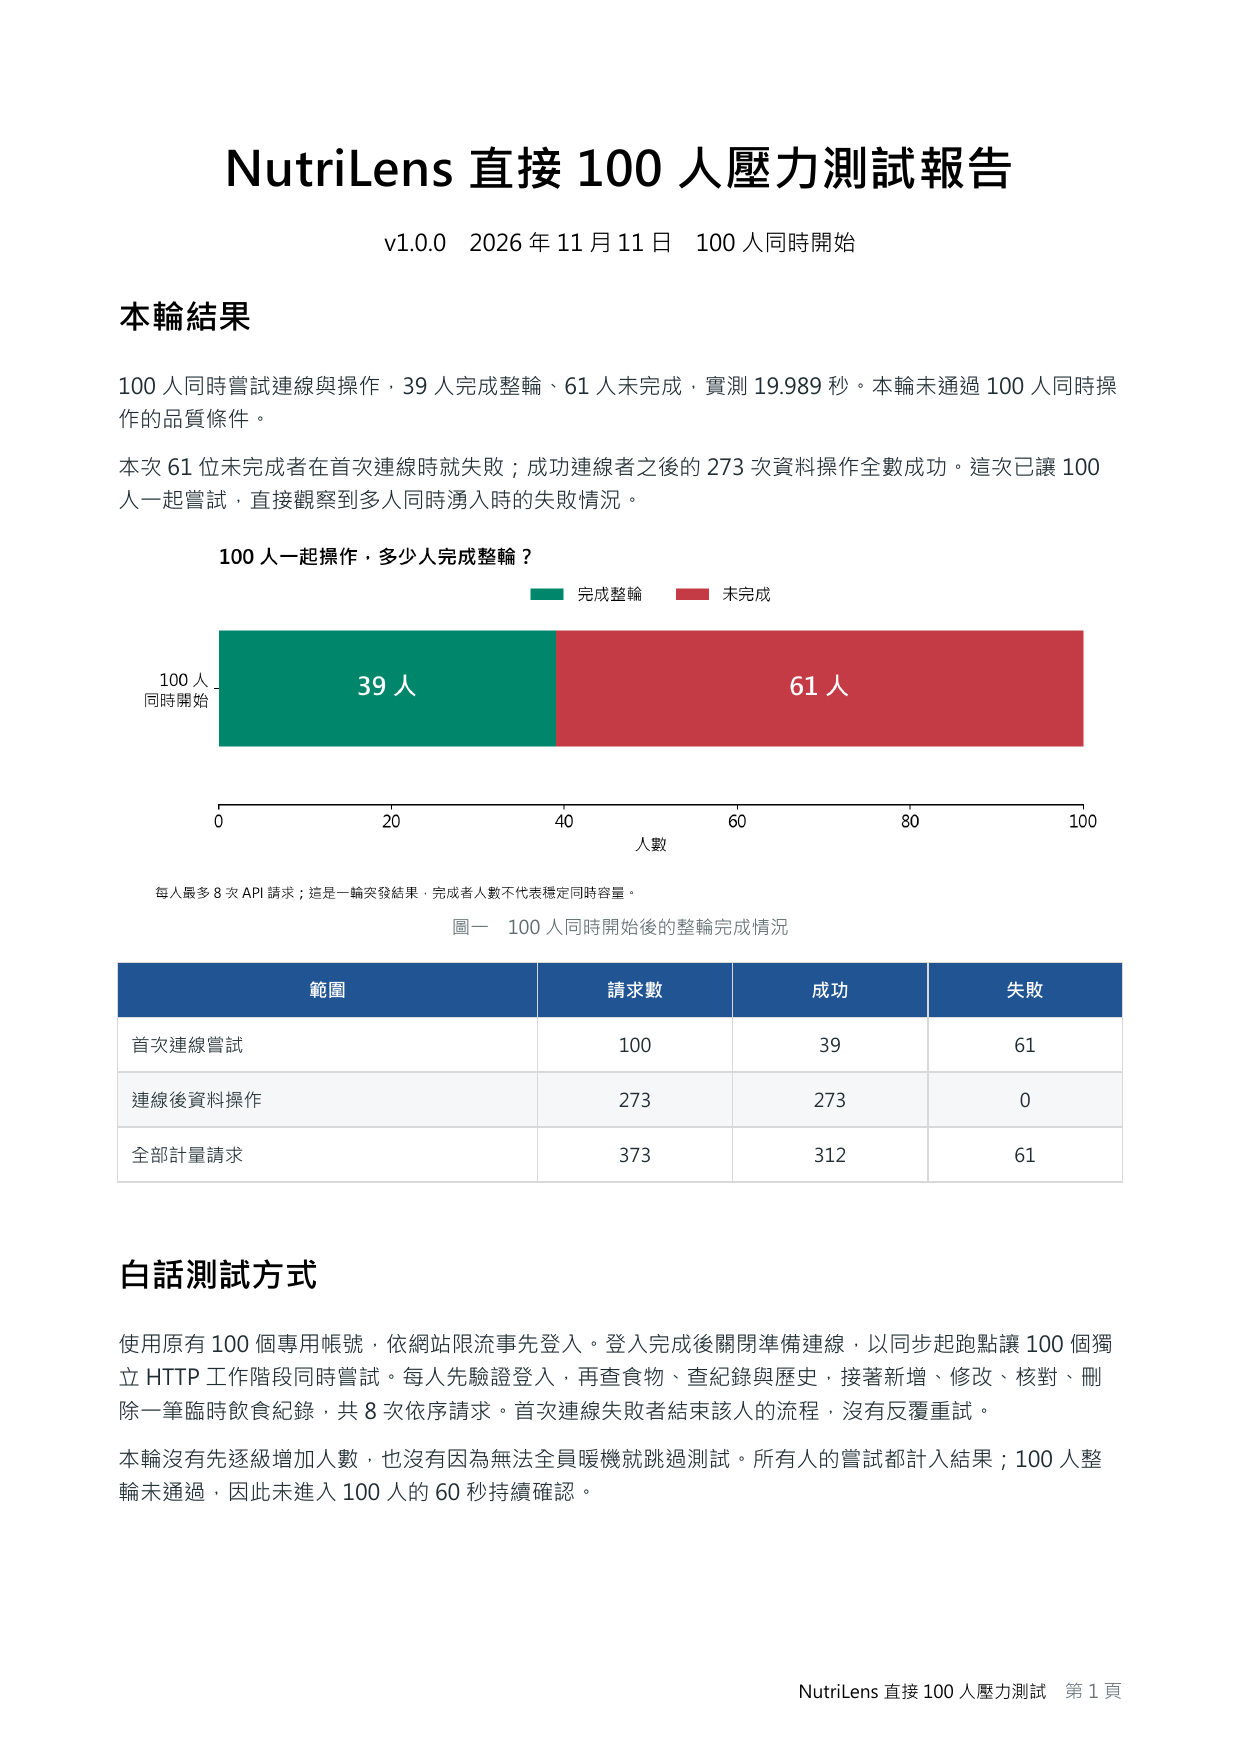 NutriLens 直接 100 人壓力測試報告
v1.0.0　2026 年 11 月 11 日　100 人同時開始
本輪結果
100 人同時嘗試連線與操作，39 人完成整輪、61 人未完成，實測 19.989 秒。本輪未通過 100 人同時操
作的品質條件。
本次 61 位未完成者在首次連線時就失敗；成功連線者之後的 273 次資料操作全數成功。這次已讓 100
人一起嘗試，直接觀察到多人同時湧入時的失敗情況。
100 人一起操作，多少人完成整輪？
完成整輪　未完成
100 人
同時開始
39 人　61 人
0　20　40　60　80　100
人數
每人最多 8 次 API 請求；這是一輪突發結果，完成者人數不代表穩定同時容量。
圖一　100 人同時開始後的整輪完成情況
範圍　請求數　成功　失敗
首次連線嘗試　100　39　61
連線後資料操作　273　273　0
全部計量請求　373　312　61
白話測試方式
使用原有 100 個專用帳號，依網站限流事先登入。登入完成後關閉準備連線，以同步起跑點讓 100 個獨
立 HTTP 工作階段同時嘗試。每人先驗證登入，再查食物、查紀錄與歷史，接著新增、修改、核對、刪
除一筆臨時飲食紀錄，共 8 次依序請求。首次連線失敗者結束該人的流程，沒有反覆重試。
本輪沒有先逐級增加人數，也沒有因為無法全員暖機就跳過測試。所有人的嘗試都計入結果；100 人整
輪未通過，因此未進入 100 人的 60 秒持續確認。
NutriLens 直接 100 人壓力測試　第 1 頁